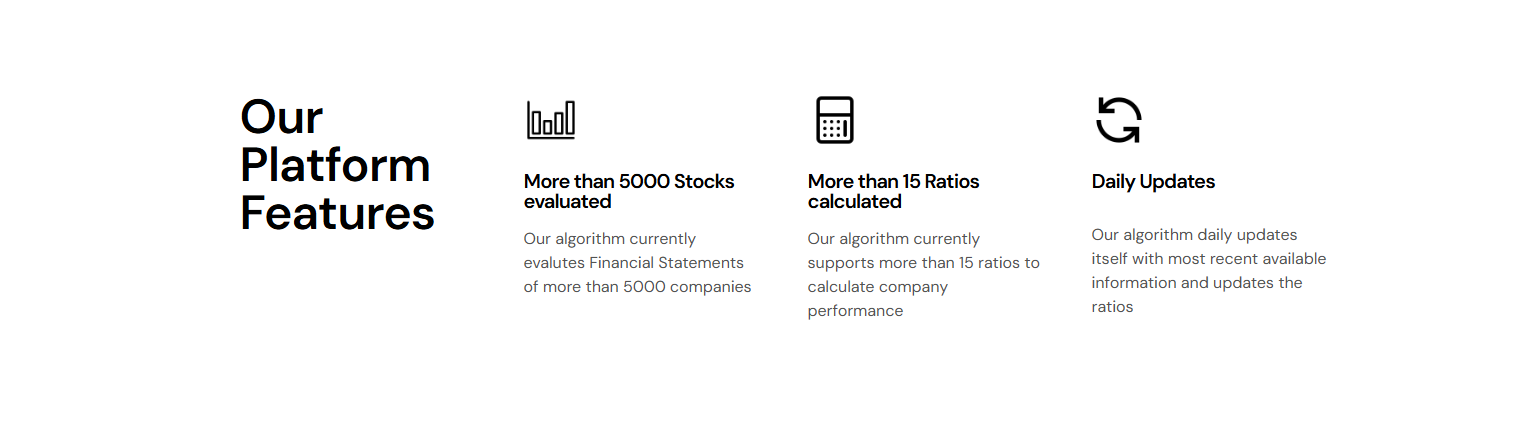 Our
Platform
Features
More than 5000 Stocks
evaluated
Our algorithm currently
evalutes Financial Statements
of more than 5000 companies
More than 15 Ratios
calculated
Our algorithm currently
supports more than 15 ratios to
calculate company
performance
Daily Updates
Our algorithm daily updates
itself with most recent available
information and updates the
ratios